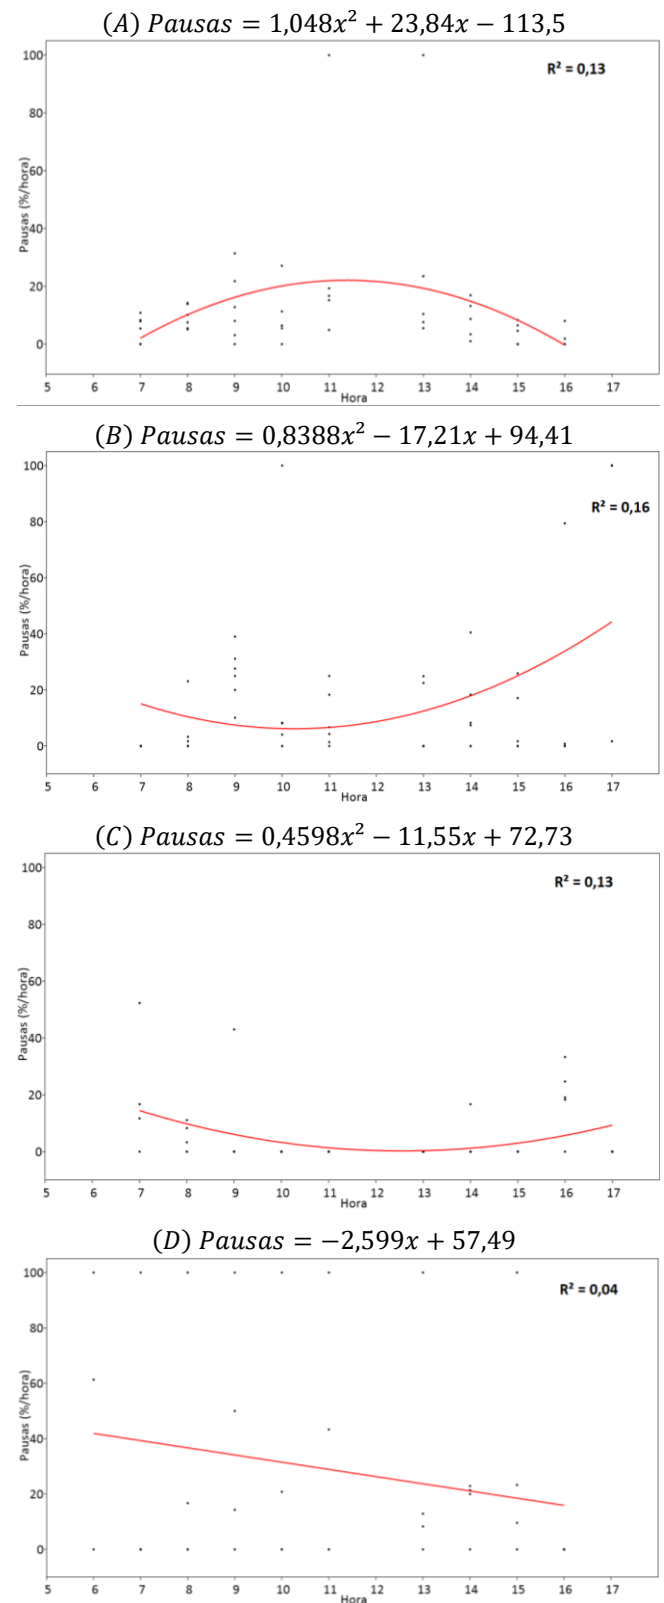 (A) Pausas = 1,048x² + 23,84x − 113,5
R² = 0,13
100
80
60
40
20
0
Pausas (%/hora)
5 6 7 8 9 10 11 12 13 14 15 16 17
Hora
(B) Pausas = 0,8388x² − 17,21x + 94,41
R² = 0,16
100
80
60
40
20
0
Pausas (%/hora)
5 6 7 8 9 10 11 12 13 14 15 16 17
Hora
(C) Pausas = 0,4598x² − 11,55x + 72,73
R² = 0,13
100
80
60
40
20
0
Pausas (%/hora)
5 6 7 8 9 10 11 12 13 14 15 16 17
Hora
(D) Pausas = −2,599x + 57,49
R² = 0,04
100
80
60
40
20
0
Pausas (%/hora)
5 6 7 8 9 10 11 12 13 14 15 16 17
Hora